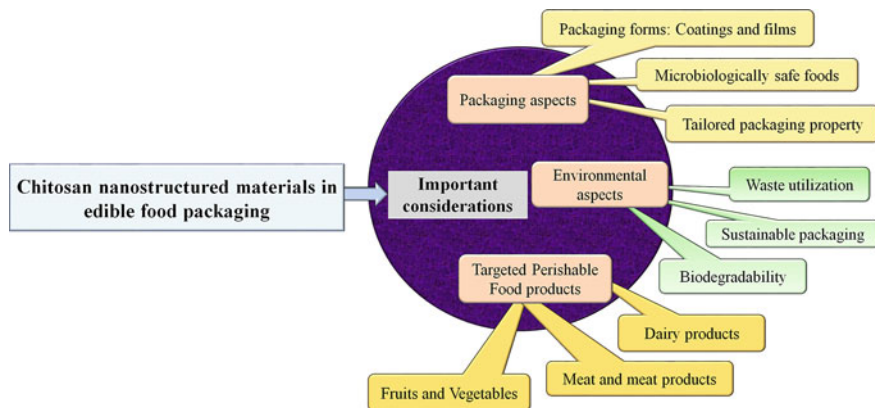 Chitosan nanostructured materials in
edible food packaging
Important
considerations
Packaging aspects
Packaging forms: Coatings and films
Microbiologically safe foods
Tailored packaging property
Environmental
aspects
Waste utilization
Sustainable packaging
Biodegradability
Targeted Perishable
Food products
Dairy products
Meat and meat products
Fruits and Vegetables